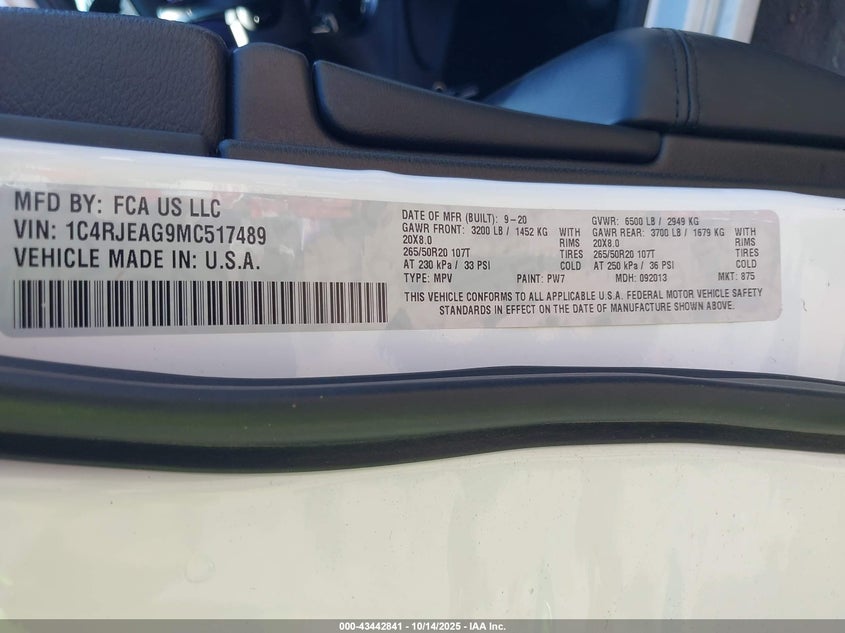 MFD BY: FCA US LLC
VIN: 1C4RJEAG9MC517489
VEHICLE MADE IN: U.S.A.
DATE OF MFR (BUILT): 9-20
GAWR FRONT: 3200 LB / 1452 KG WITH
20X8.0 RIMS
265/50R20 107T TIRES
AT 230 kPa / 33 PSI COLD
TYPE: MPV PAINT: PW7
GVWR: 6500 LB / 2949 KG
GAWR REAR: 3700 LB / 1679 KG WITH
20X8.0 RIMS
265/50R20 107T TIRES
AT 250 kPa / 36 PSI COLD
MDH: 092013 MKT: 875
THIS VEHICLE CONFORMS TO ALL APPLICABLE U.S.A. FEDERAL MOTOR VEHICLE SAFETY
STANDARDS IN EFFECT ON THE DATE OF MANUFACTURE SHOWN ABOVE.
000-43442841 | 10/14/2025 - IAA Inc.